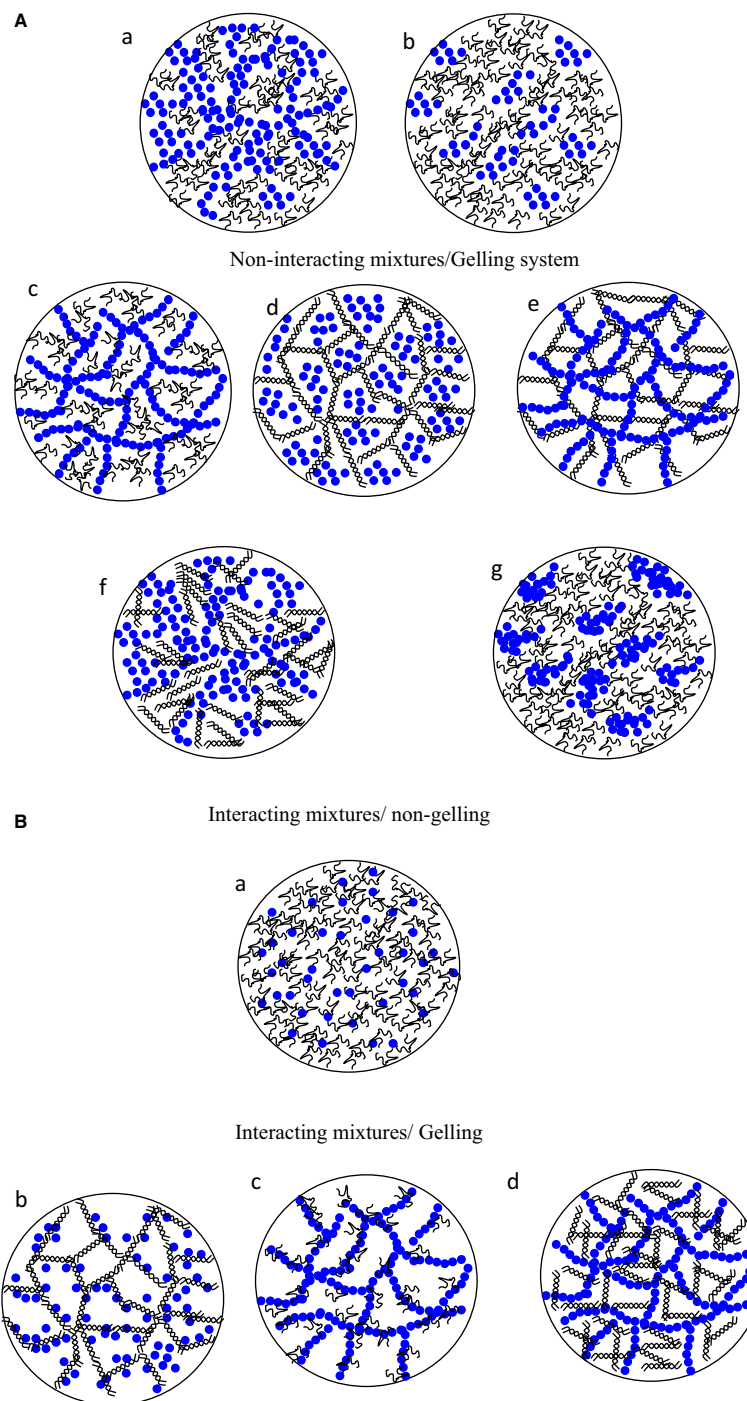 A
a
b
Non-interacting mixtures/Gelling system
c
d
e
f
g
B
Interacting mixtures/ non-gelling
a
Interacting mixtures/ Gelling
b
c
d